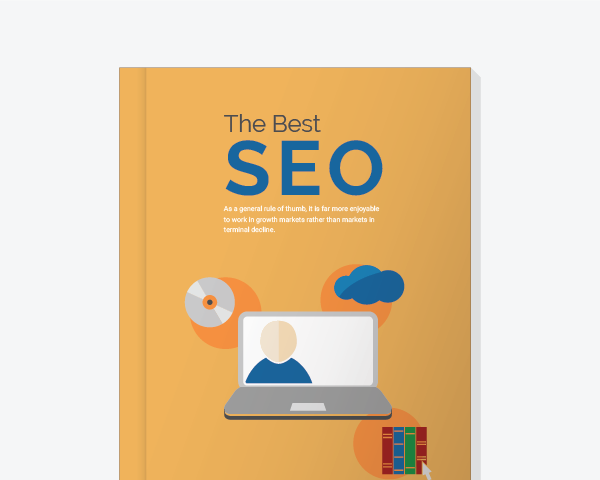 The Best
SEO
As a general rule of thumb, it is far more enjoyable
to work in growth markets rather than markets in
terminal decline.